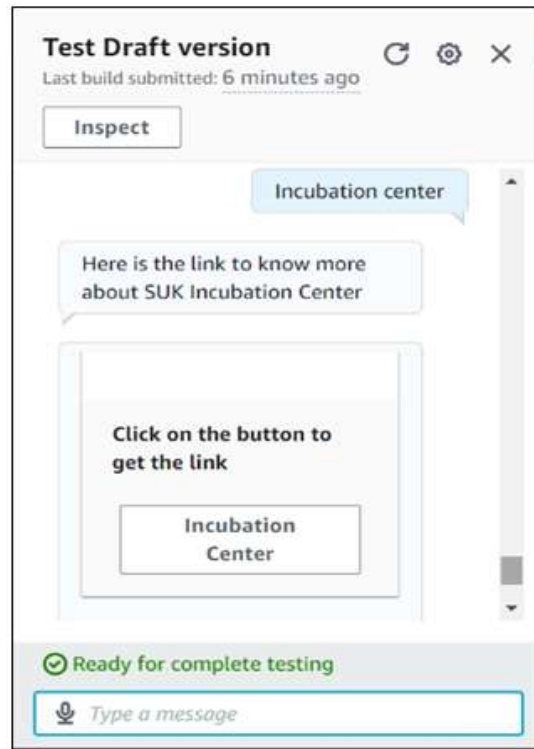 Test Draft version
Last build submitted: 6 minutes ago
Inspect
Incubation center
Here is the link to know more
about SUK Incubation Center
Click on the button to
get the link
Incubation
Center
Ready for complete testing
Type a message